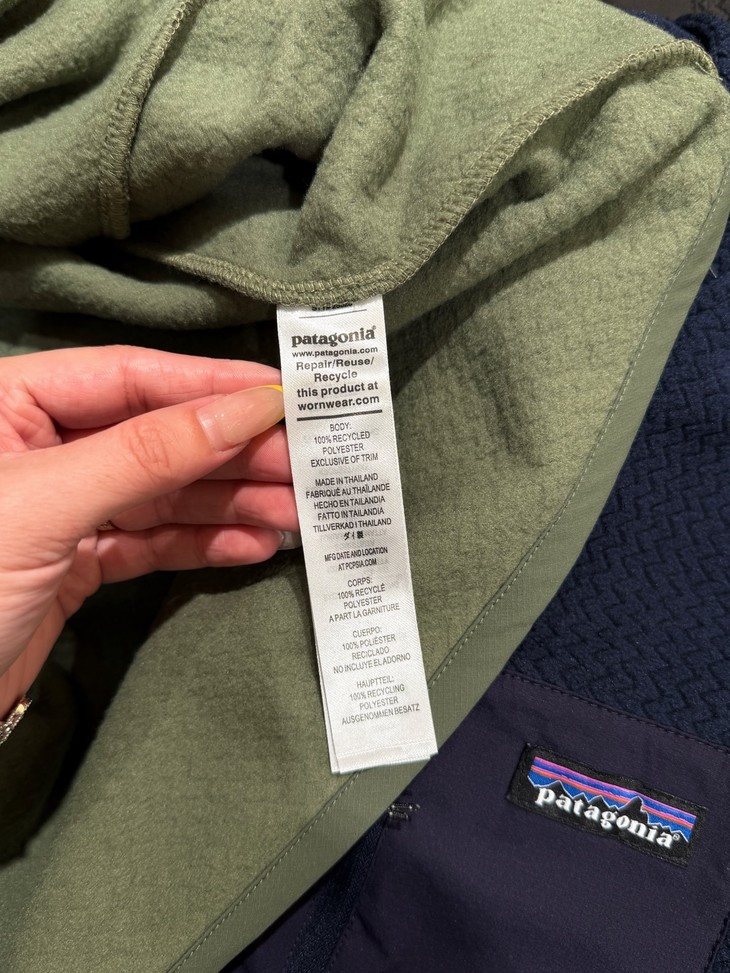 patagonia®
www.patagonia.com
Repair/Reuse/
Recycle
this product at
wornwear.com
BODY:
100% RECYCLED
POLYESTER
EXCLUSIVE OF TRIM
MADE IN THAILAND
FABRIQUÉ AU THAÏLANDE
HECHO EN TAILANDIA
FATTO IN TAILANDIA
TILLVERKAD I THAILAND
タイ製
MFG DATE AND LOCATION
AT PCPSIA.COM
CORPS:
100% RECYCLÉ
POLYESTER
A PART LA GARNITURE
CUERPO:
100% POLIÉSTER
RECICLADO
NO INCLUYE EL ADORNO
HAUPTTEIL:
100% RECYCLING
POLYESTER
AUSGENOMMEN BESATZ
patagonia®